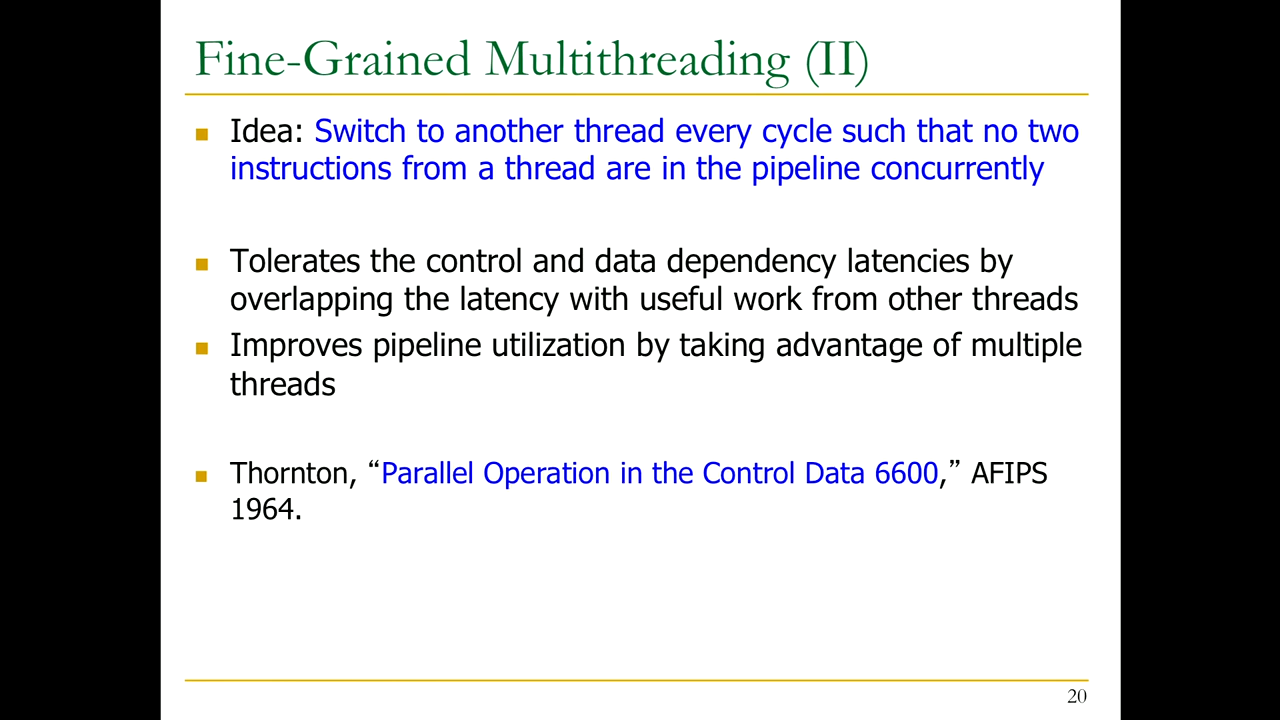 Fine-Grained Multithreading (II)
Idea: Switch to another thread every cycle such that no two
instructions from a thread are in the pipeline concurrently
Tolerates the control and data dependency latencies by
overlapping the latency with useful work from other threads
Improves pipeline utilization by taking advantage of multiple
threads
Thornton, “Parallel Operation in the Control Data 6600,” AFIPS
1964.
20